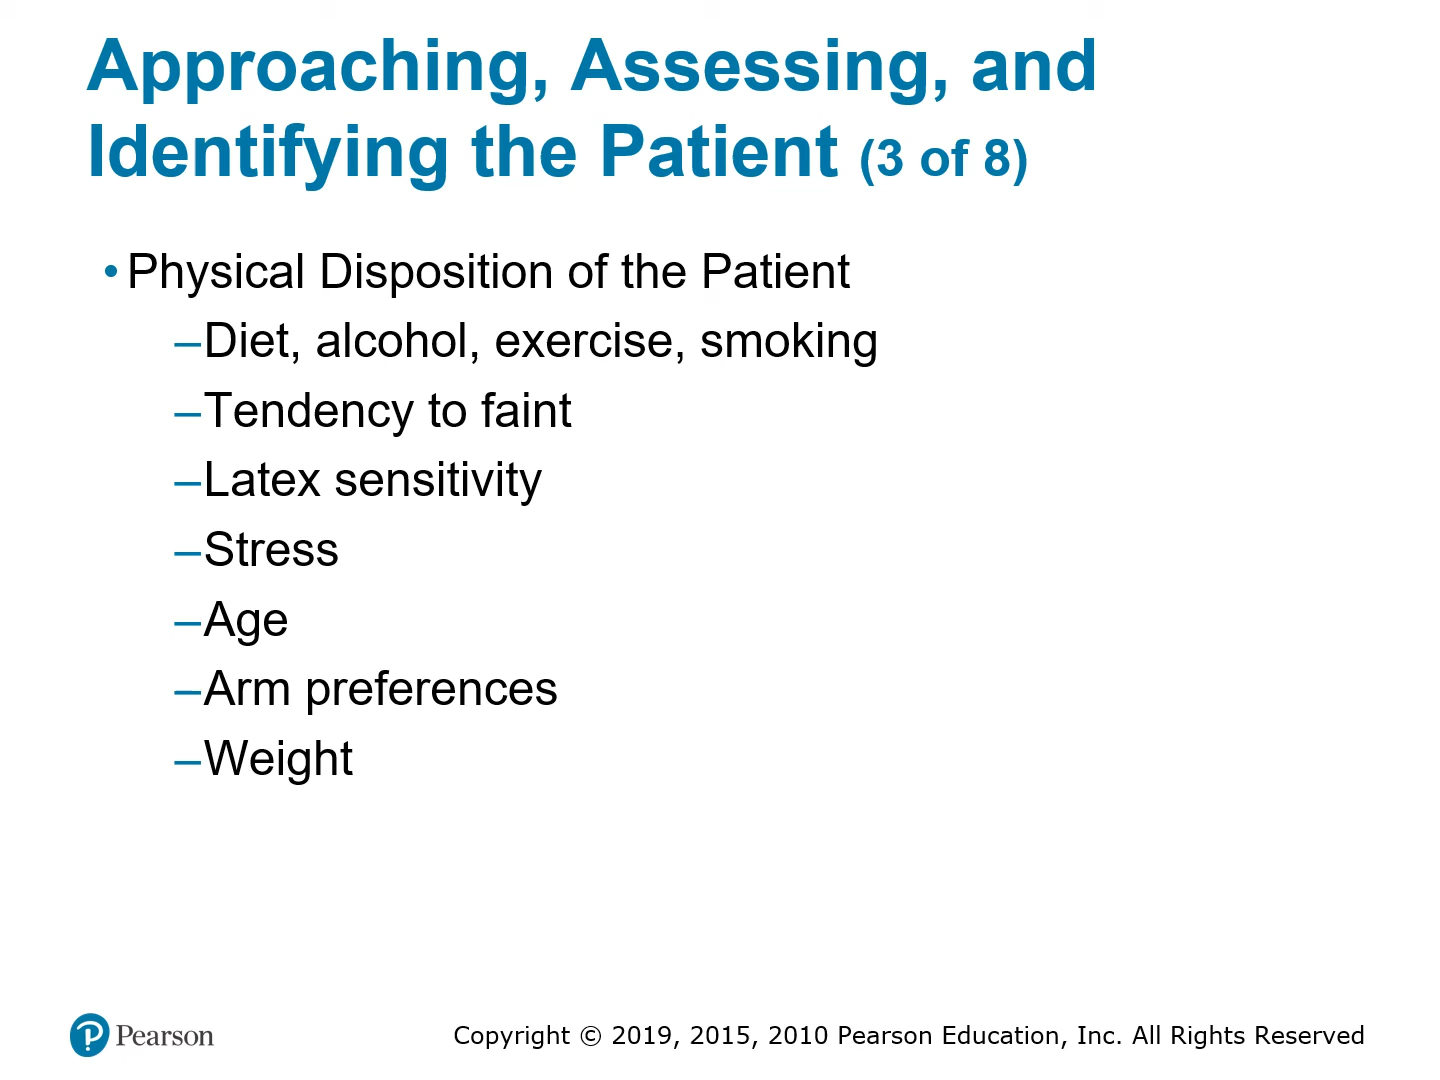 Approaching, Assessing, and
Identifying the Patient (3 of 8)
• Physical Disposition of the Patient
–Diet, alcohol, exercise, smoking
–Tendency to faint
–Latex sensitivity
–Stress
–Age
–Arm preferences
–Weight
Pearson
Copyright © 2019, 2015, 2010 Pearson Education, Inc. All Rights Reserved